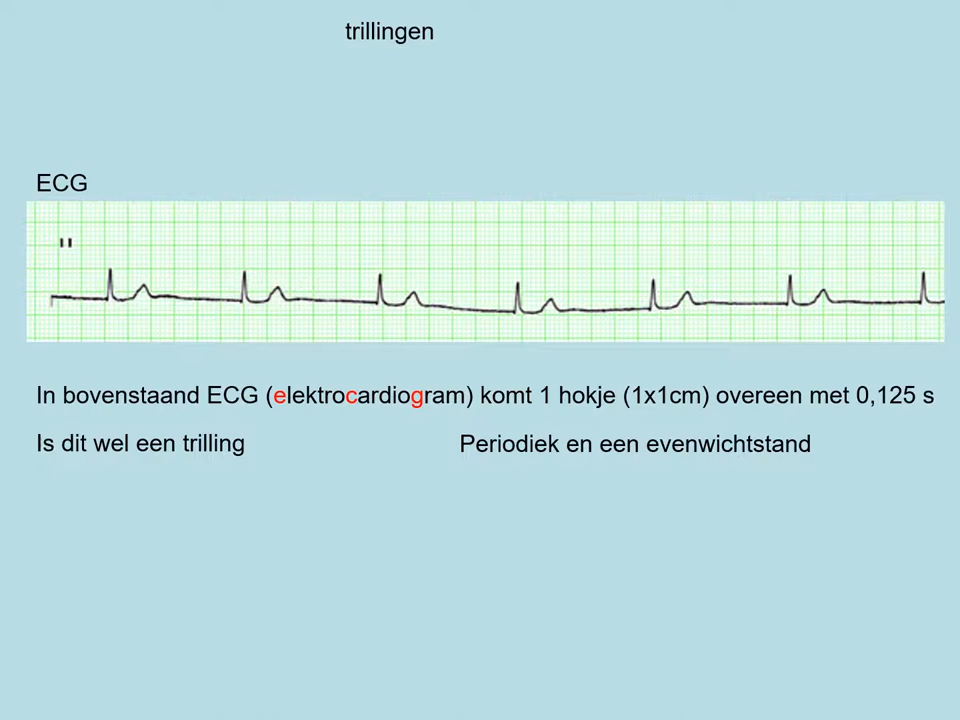 trillingen
ECG
II
In bovenstaand ECG (elektrocardiogram) komt 1 hokje (1x1cm) overeen met 0,125 s
Is dit wel een trilling
Periodiek en een evenwichtstand